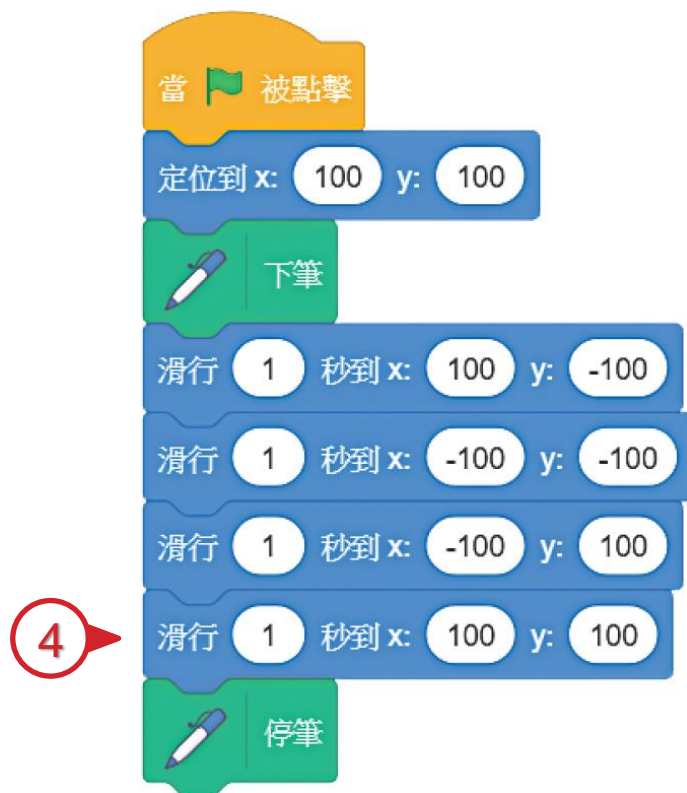 當 被點擊
定位到 x: 100 y: 100
下筆
滑行 1 秒到 x: 100 y: -100
滑行 1 秒到 x: -100 y: -100
滑行 1 秒到 x: -100 y: 100
4 滑行 1 秒到 x: 100 y: 100
停筆